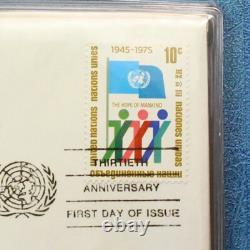 1945-1975
10c
united nations nations unies
naciones unidas
THE HOPE OF MANKIND
объединенные нации
THIRTIETH
ANNIVERSARY
FIRST DAY OF ISSUE